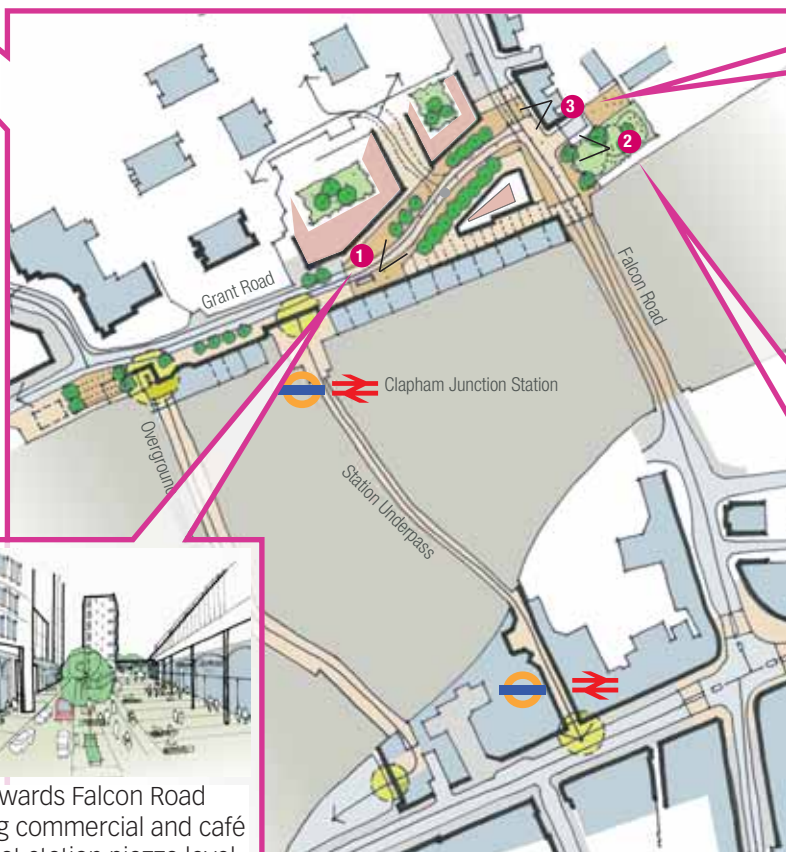 3
2
1
Grant Road
Falcon Road
Clapham Junction Station
Overground
Station Underpass
wards Falcon Road
g commercial and café